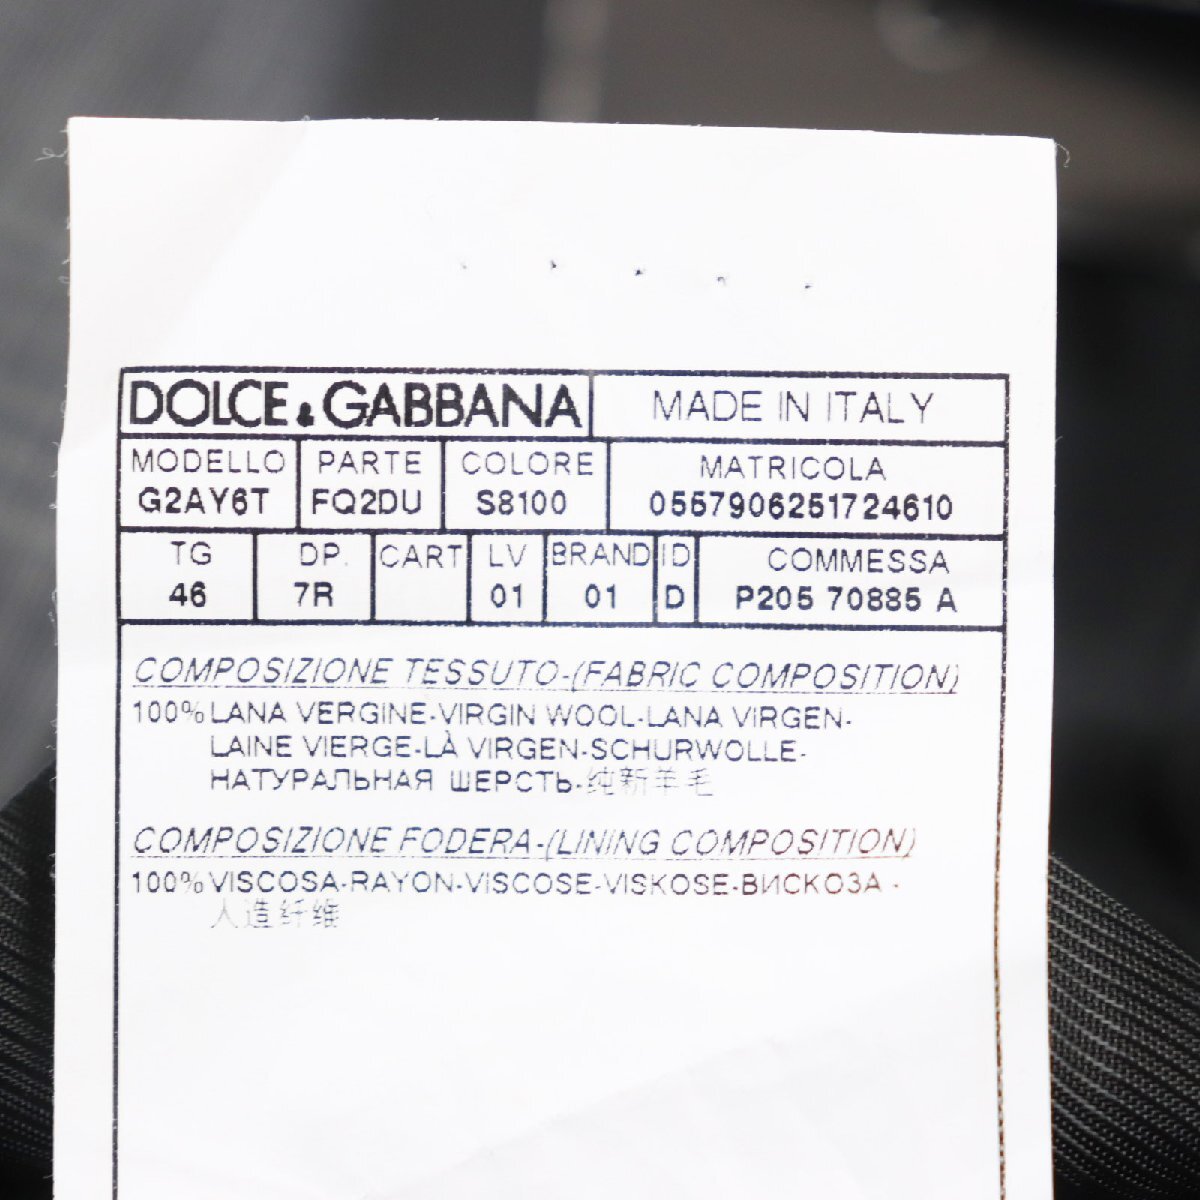 DOLCE & GABBANA MADE IN ITALY
MODELLO PARTE COLORE MATRICOLA
G2AY6T FQ2DU S8100 0557906251724610
TG DP. CART LV BRAND ID COMMESSA
46 7R 01 01 D P205 70885 A
COMPOSIZIONE TESSUTO-(FABRIC COMPOSITION)
100% LANA VERGINE-VIRGIN WOOL-LANA VIRGEN-
LAINE VIERGE-LÀ VIRGEN-SCHURWOLLE-
НАТУРАЛЬНАЯ ШЕРСТЬ-纯新羊毛
COMPOSIZIONE FODERA-(LINING COMPOSITION)
100% VISCOSA-RAYON-VISCOSE-VISKOSE-ВИСКОЗА -
人造纤维